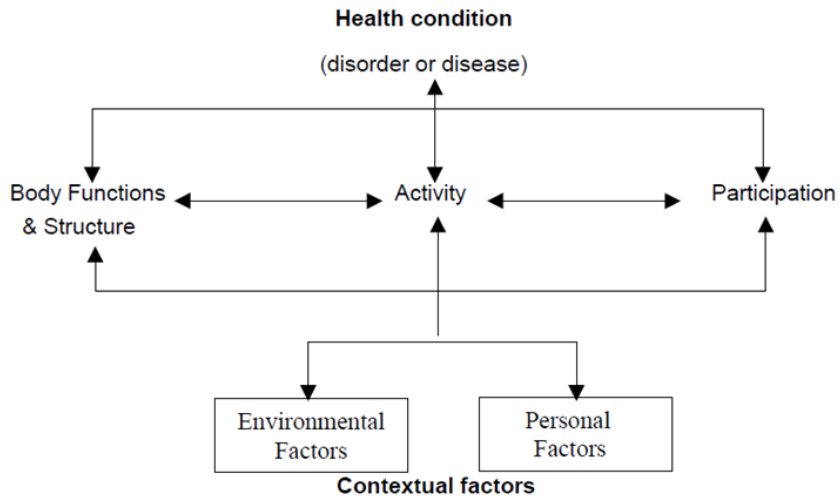 Health condition
(disorder or disease)
Body Functions
& Structure
Activity
Participation
Environmental
Factors
Personal
Factors
Contextual factors